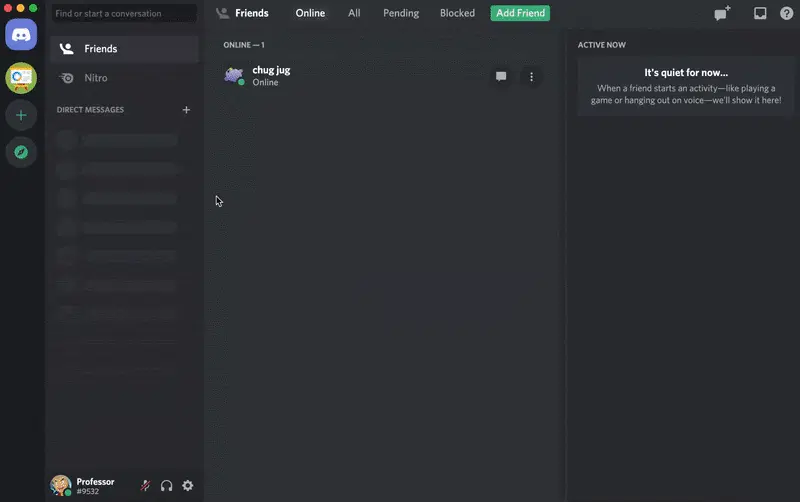 Find or start a conversation
Friends
Nitro
DIRECT MESSAGES
Professor
#9532
Friends
Online
All
Pending
Blocked
Add Friend
ONLINE — 1
chug jug
Online
ACTIVE NOW
It's quiet for now...
When a friend starts an activity—like playing a
game or hanging out on voice—we'll show it here!